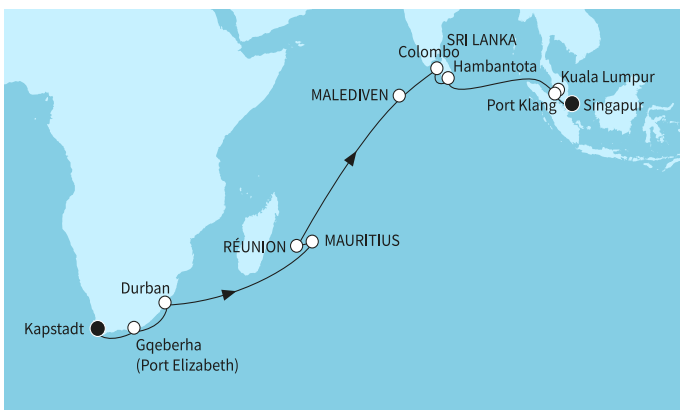 SRI LANKA
Colombo
Hambantota
Kuala Lumpur
MALEDIVEN
Port Klang
Singapur
RÉUNION
MAURITIUS
Durban
Kapstadt
Gqeberha
(Port Elizabeth)